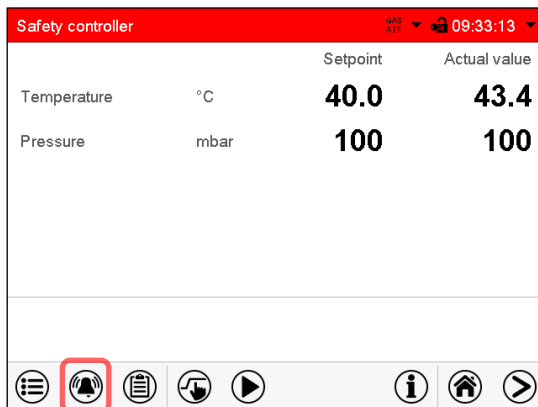 Safety controller GAS AIR 09:33:13
Setpoint Actual value
Temperature °C 40.0 43.4
Pressure mbar 100 100